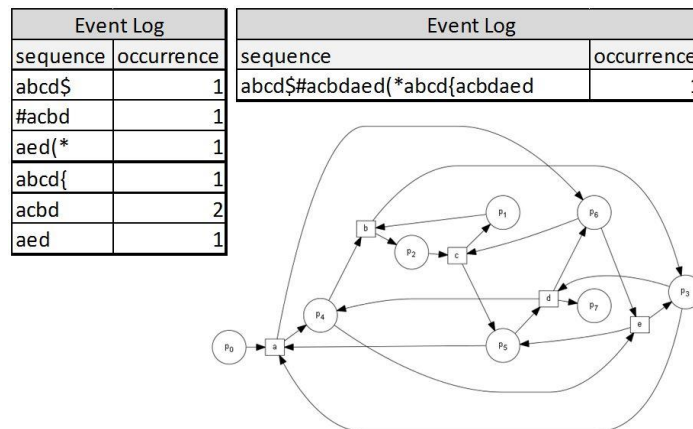 Event Log
sequence occurrence
abcd$ 1
#acbd 1
aed(* 1
abcd{ 1
acbd 2
aed 1
Event Log
sequence occurrence
abcd$#acbdaed(*abcd{acbdaed 1
b
p1
p6
p2
c
d
p3
p4
p7
e
p0
a
p5